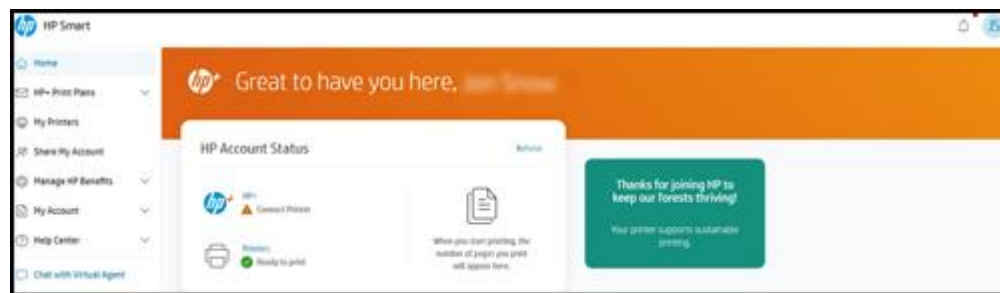 hp HP Smart
Home
HP+ Print Plans
My Printers
Share My Account
Manage HP Benefits
My Account
Help Center
Chat with Virtual Agent
hp+ Great to have you here,
HP Account Status
Refresh
hp+ HP+
Connect Printer
Printers
Ready to print
When you start printing, the
number of pages you print
will appear here.
Thanks for joining HP to
keep our forests thriving!
Your printer supports sustainable
printing.